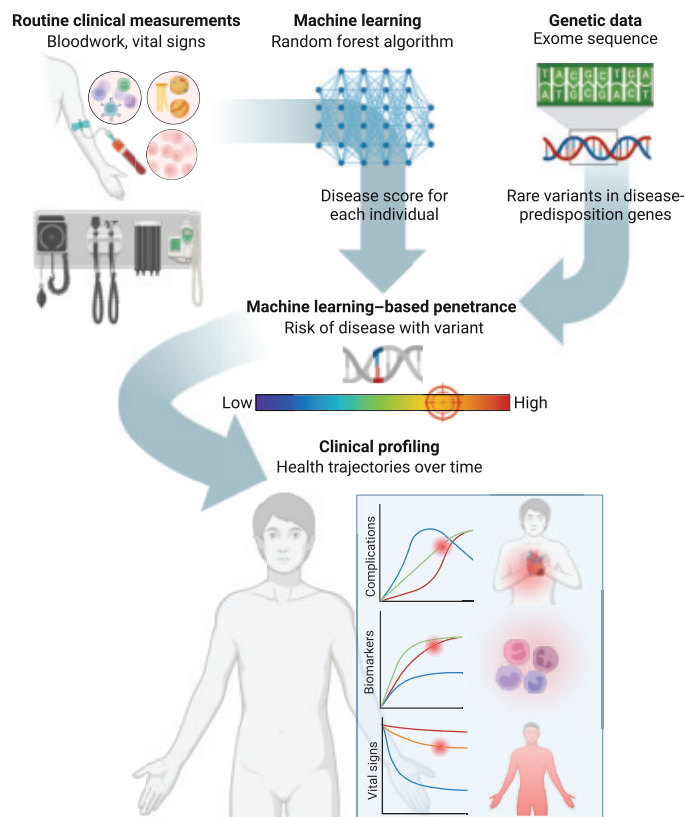 Routine clinical measurements
Bloodwork, vital signs
Machine learning
Random forest algorithm
Genetic data
Exome sequence
T A C G C T G A
A T G C G A C T
Disease score for
each individual
Rare variants in disease-
predisposition genes
Machine learning–based penetrance
Risk of disease with variant
Low
High
Clinical profiling
Health trajectories over time
Complications
Biomarkers
Vital signs